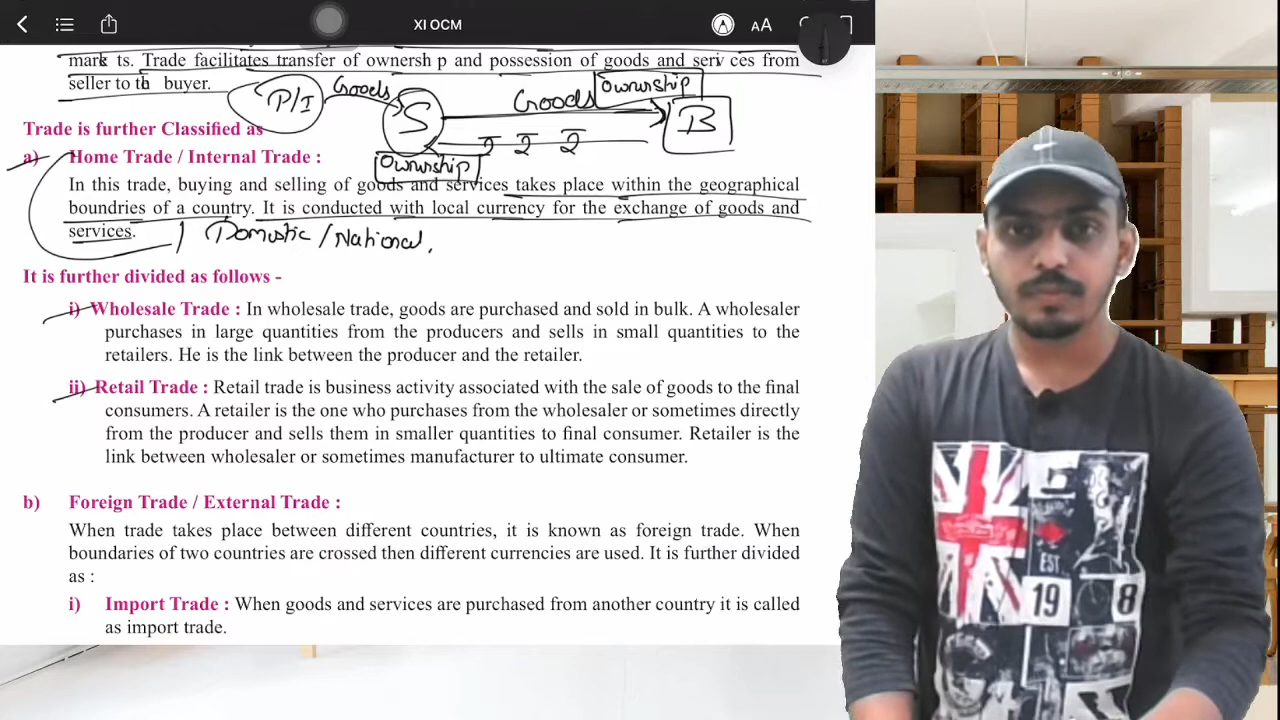 XI OCM
AA
mark ts. Trade facilitates transfer of ownersh p and possession of goods and servi ces from
seller to th buyer.
P/I Goods S Goods Ownership B
Trade is further Classified as
a) Home Trade / Internal Trade :
Ownership
In this trade, buying and selling of goods and services takes place within the geographical
boundries of a country. It is conducted with local currency for the exchange of goods and
services. Domestic / National.
It is further divided as follows -
i) Wholesale Trade : In wholesale trade, goods are purchased and sold in bulk. A wholesaler
purchases in large quantities from the producers and sells in small quantities to the
retailers. He is the link between the producer and the retailer.
ii) Retail Trade : Retail trade is business activity associated with the sale of goods to the final
consumers. A retailer is the one who purchases from the wholesaler or sometimes directly
from the producer and sells them in smaller quantities to final consumer. Retailer is the
link between wholesaler or sometimes manufacturer to ultimate consumer.
b) Foreign Trade / External Trade :
When trade takes place between different countries, it is known as foreign trade. When
boundaries of two countries are crossed then different currencies are used. It is further divided
as :
i) Import Trade : When goods and services are purchased from another country it is called
as import trade.
EST
19 8